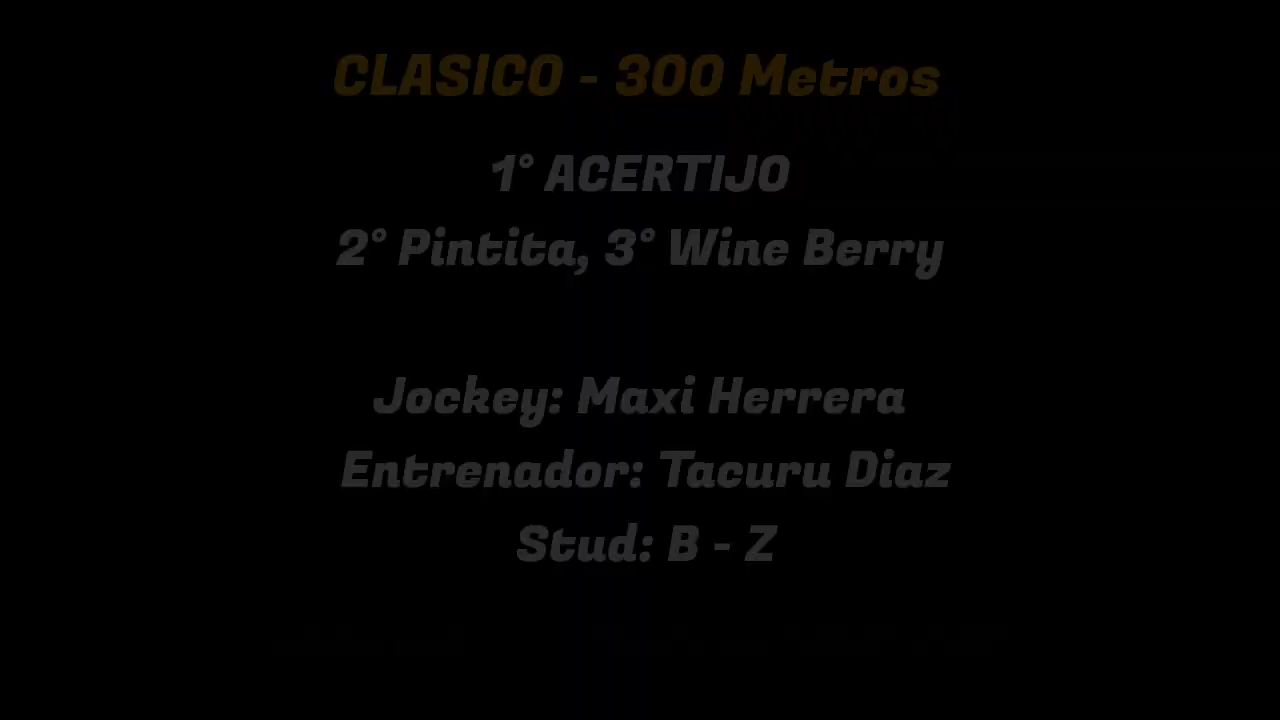 CLASICO - 300 Metros
1° ACERTIJO
2° Pintita, 3° Wine Berry
Jockey: Maxi Herrera
Entrenador: Tacuru Diaz
Stud: B - Z